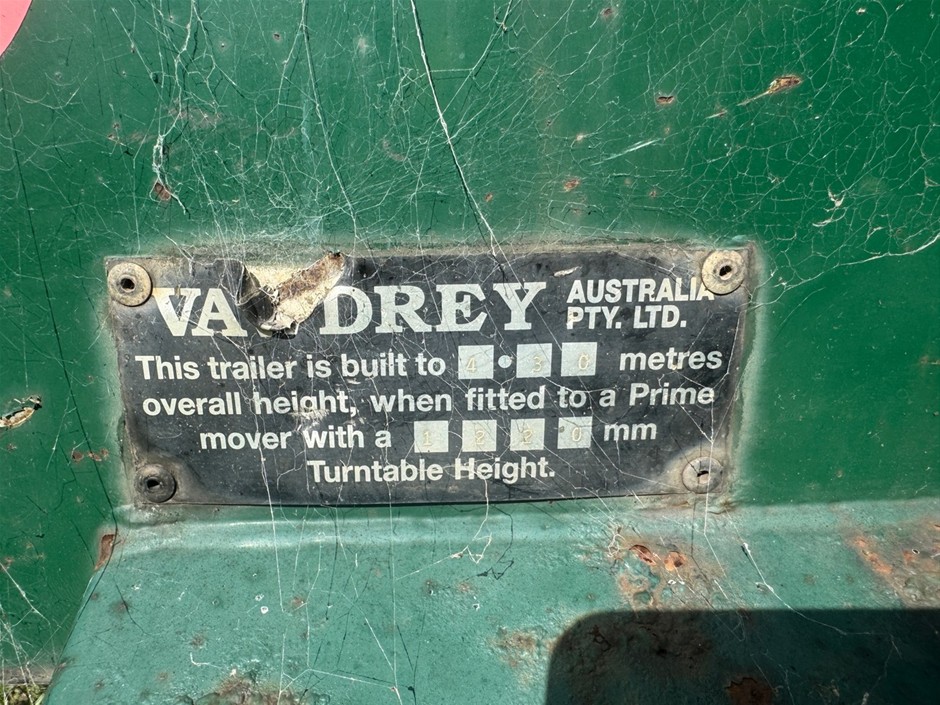 VAWDREY AUSTRALIA PTY. LTD.
This trailer is built to 4.30 metres
overall height, when fitted to a Prime
mover with a 1220 mm
Turntable Height.